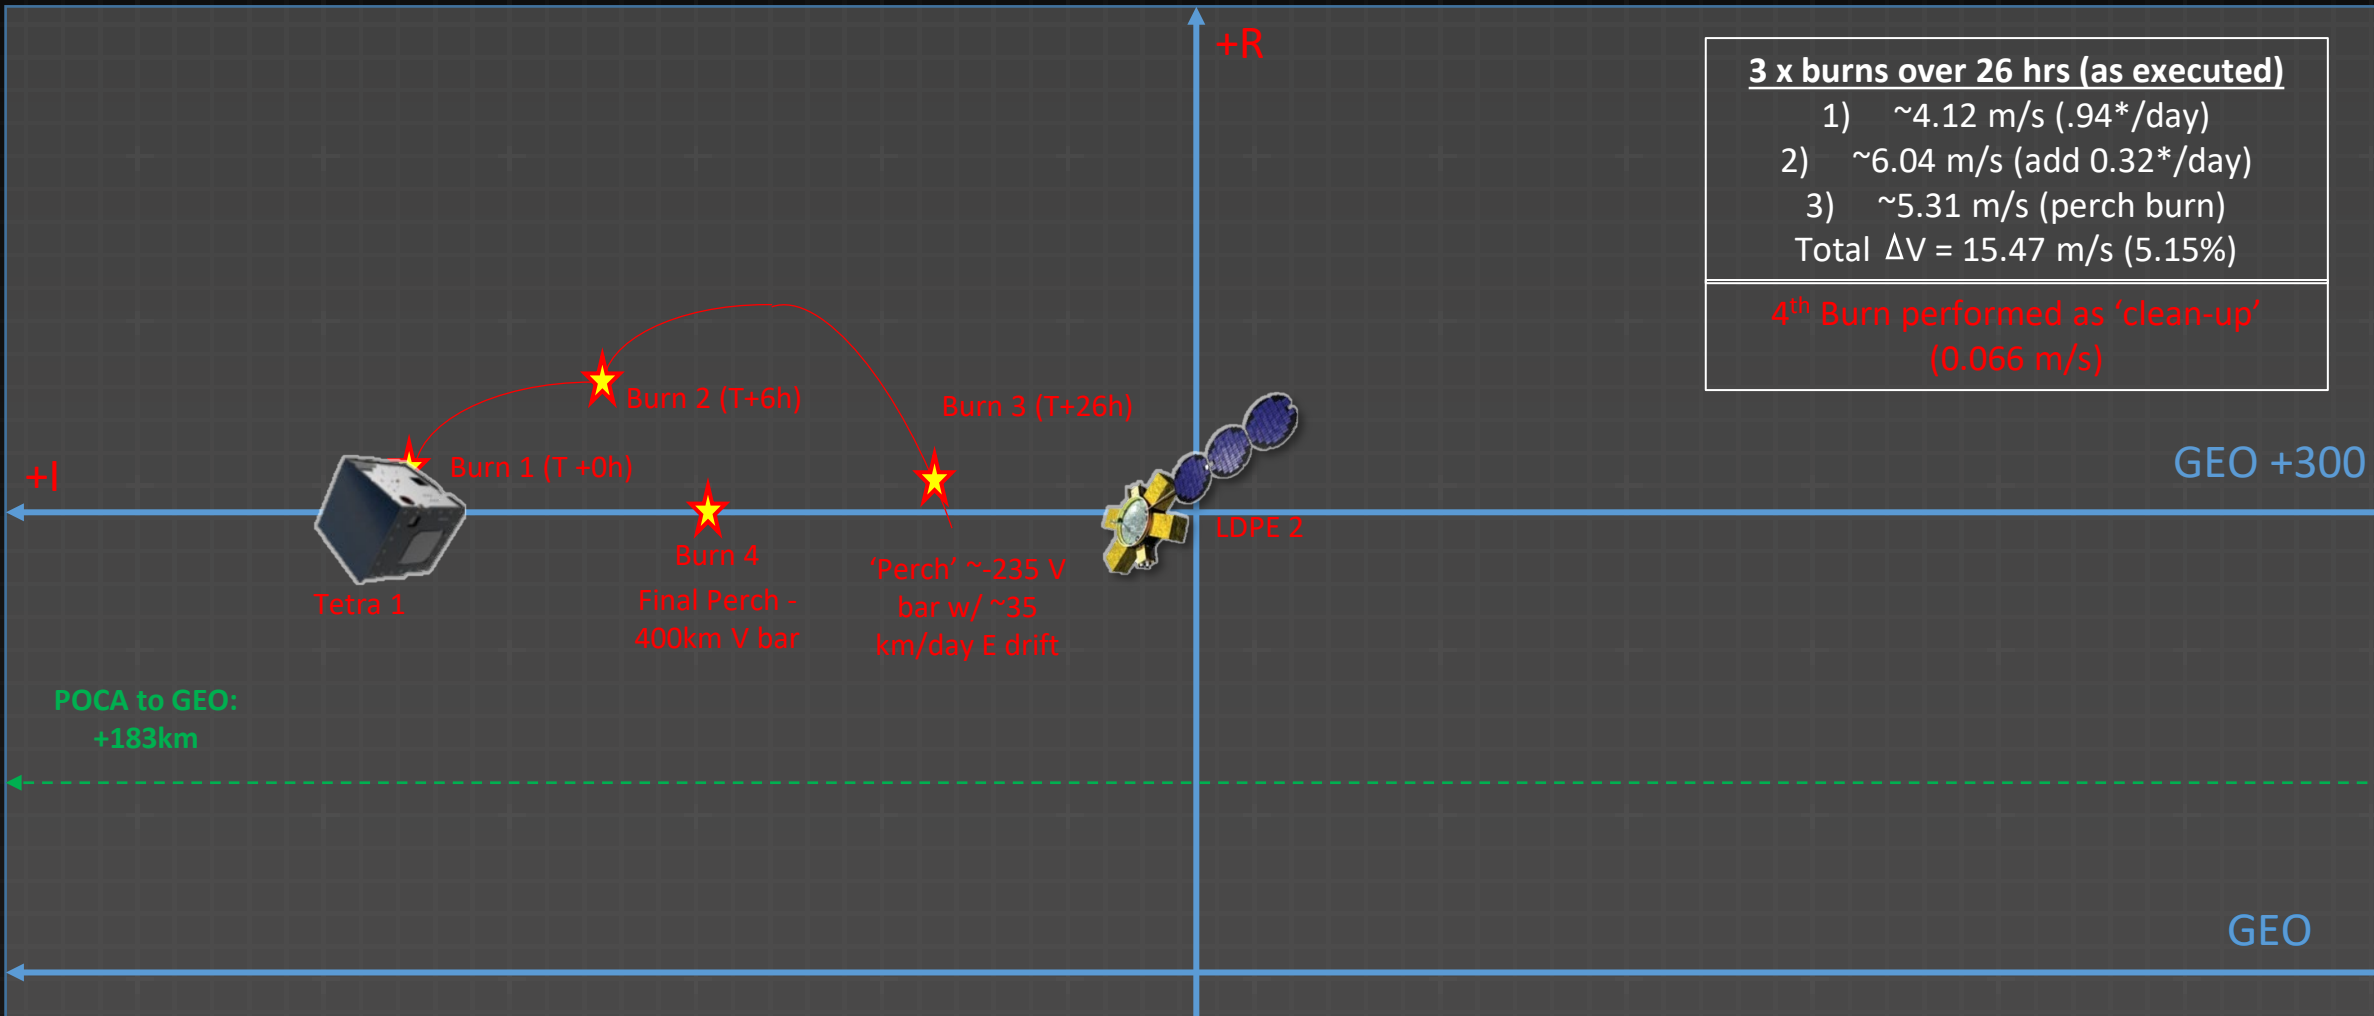 +R
3 x burns over 26 hrs (as executed)
1) ~4.12 m/s (.94*/day)
2) ~6.04 m/s (add 0.32*/day)
3) ~5.31 m/s (perch burn)
Total ΔV = 15.47 m/s (5.15%)
4th Burn performed as ‘clean-up’
(0.066 m/s)
+I
Burn 1 (T +0h)
Burn 2 (T+6h)
Burn 3 (T+26h)
GEO +300
Tetra 1
Burn 4
Final Perch -
400km V bar
‘Perch’ ~-235 V
bar w/ ~35
km/day E drift
LDPE 2
POCA to GEO:
+183km
GEO